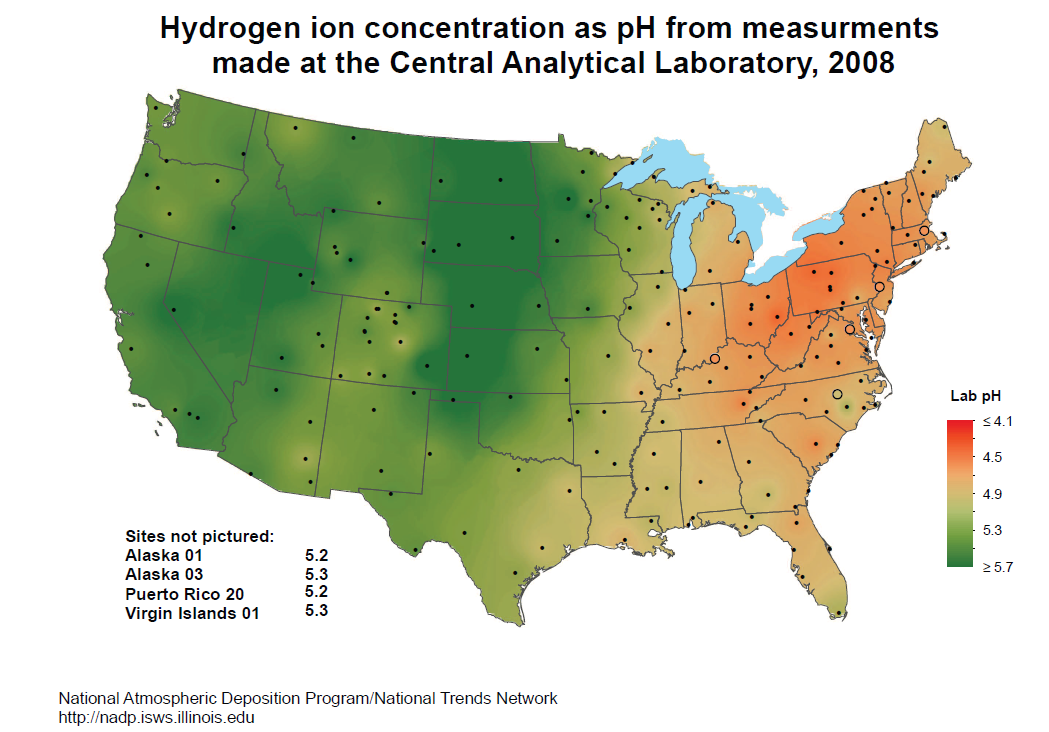 Hydrogen ion concentration as pH from measurments
made at the Central Analytical Laboratory, 2008
Lab pH
≤ 4.1
4.5
4.9
5.3
≥ 5.7
Sites not pictured:
Alaska 01 5.2
Alaska 03 5.3
Puerto Rico 20 5.2
Virgin Islands 01 5.3
National Atmospheric Deposition Program/National Trends Network
http://nadp.isws.illinois.edu